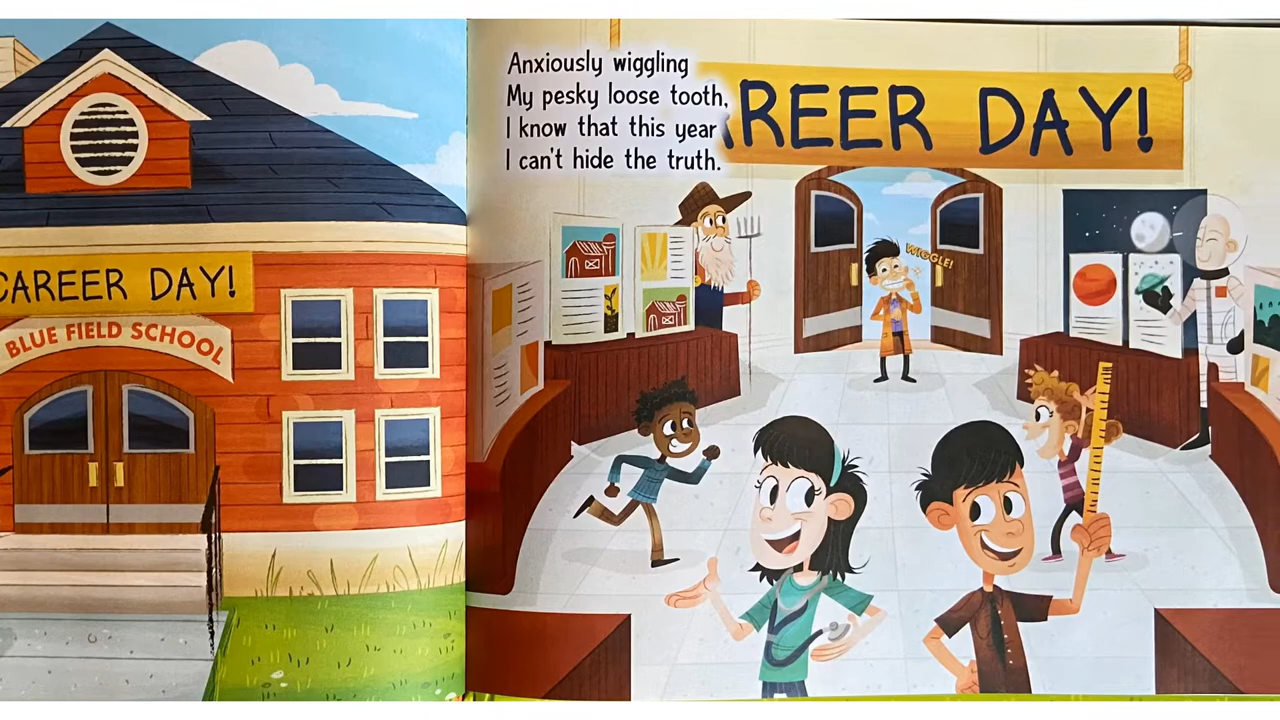 CAREER DAY!
BLUE FIELD SCHOOL
Anxiously wiggling
My pesky loose tooth,
I know that this year
I can't hide the truth.
AREER DAY!
WIGGLE!